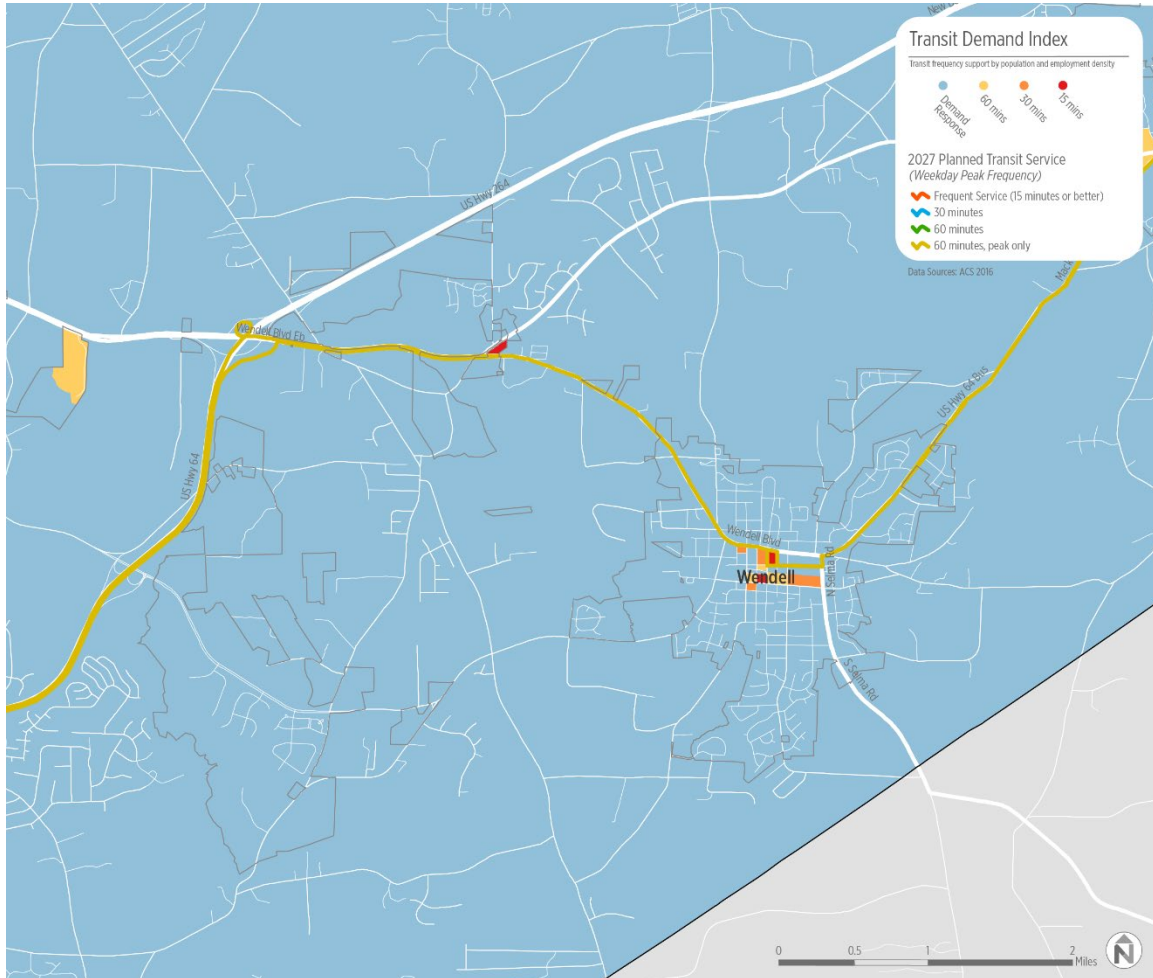 New
Transit Demand Index
Transit frequency support by population and employment density
Demand
Response
60 mins
30 mins
15 mins
2027 Planned Transit Service
(Weekday Peak Frequency)
Frequent Service (15 minutes or better)
30 minutes
60 minutes
60 minutes, peak only
Data Sources: ACS 2016
Mack
US Hwy 264
Wendell Blvd Eb
US Hwy 64 Bus
US Hwy 64
Wendell Blvd
Wendell
N Selma Rd
S Selma Rd
0 0.5 1 2
Miles
N